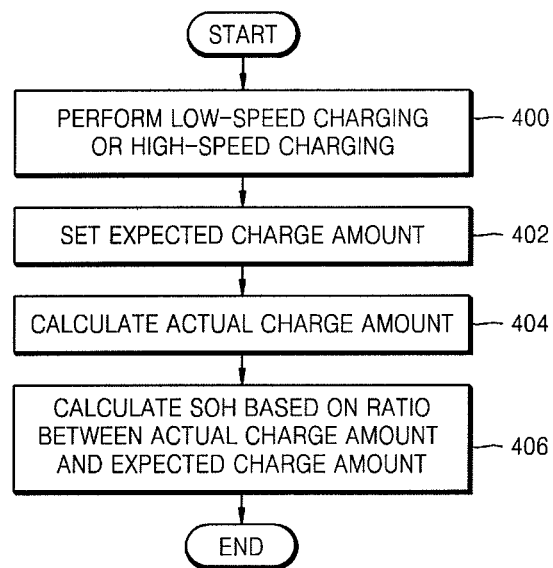 START
PERFORM LOW-SPEED CHARGING
OR HIGH-SPEED CHARGING
400
SET EXPECTED CHARGE AMOUNT
402
CALCULATE ACTUAL CHARGE AMOUNT
404
CALCULATE SOH BASED ON RATIO
BETWEEN ACTUAL CHARGE AMOUNT
AND EXPECTED CHARGE AMOUNT
406
END